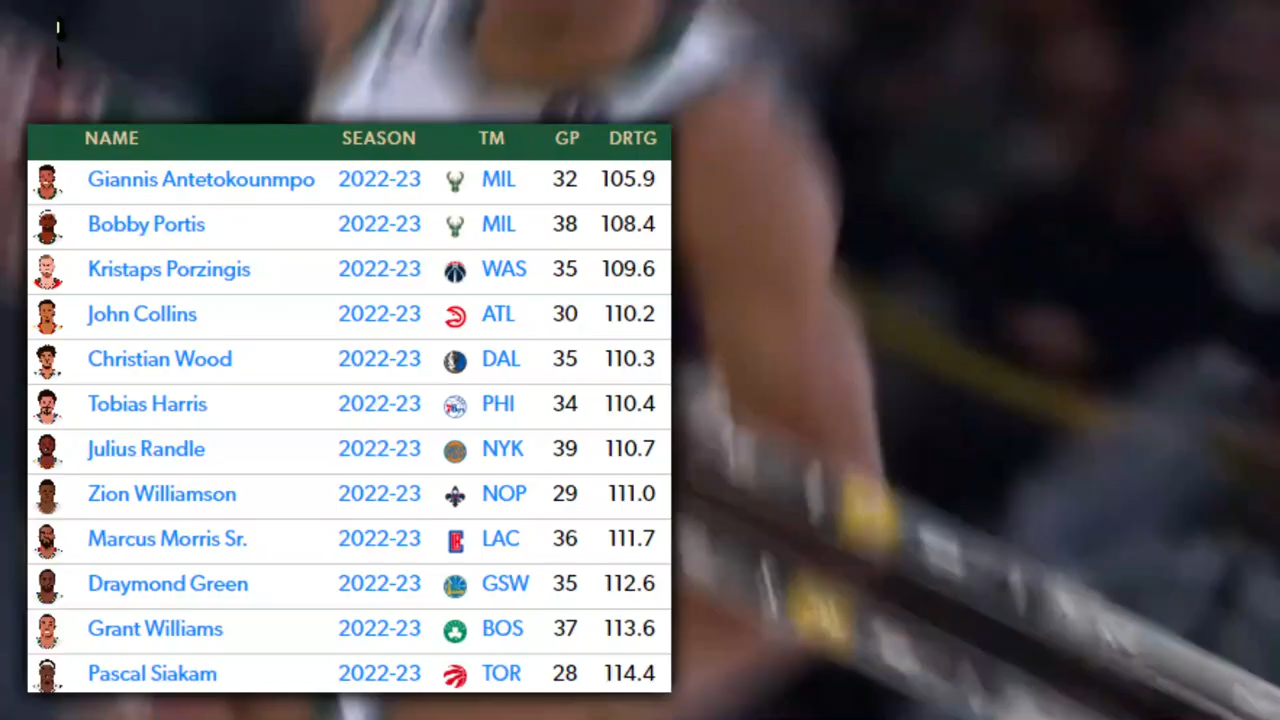 NAME SEASON TM GP DRTG
Giannis Antetokounmpo 2022-23 MIL 32 105.9
Bobby Portis 2022-23 MIL 38 108.4
Kristaps Porzingis 2022-23 WAS 35 109.6
John Collins 2022-23 ATL 30 110.2
Christian Wood 2022-23 DAL 35 110.3
Tobias Harris 2022-23 PHI 34 110.4
Julius Randle 2022-23 NYK 39 110.7
Zion Williamson 2022-23 NOP 29 111.0
Marcus Morris Sr. 2022-23 LAC 36 111.7
Draymond Green 2022-23 GSW 35 112.6
Grant Williams 2022-23 BOS 37 113.6
Pascal Siakam 2022-23 TOR 28 114.4